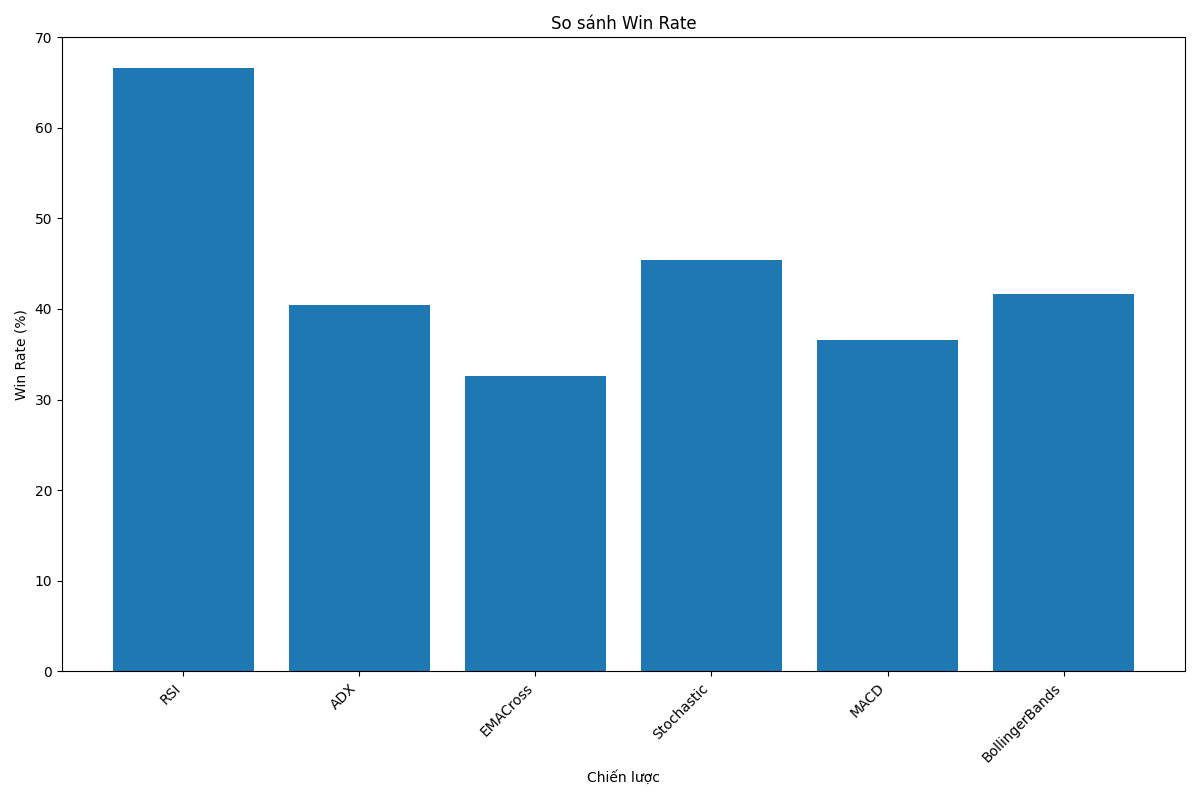 So sánh Win Rate
Win Rate (%)
70
60
50
40
30
20
10
0
RSI
ADX
EMACross
Stochastic
MACD
BollingerBands
Chiến lược